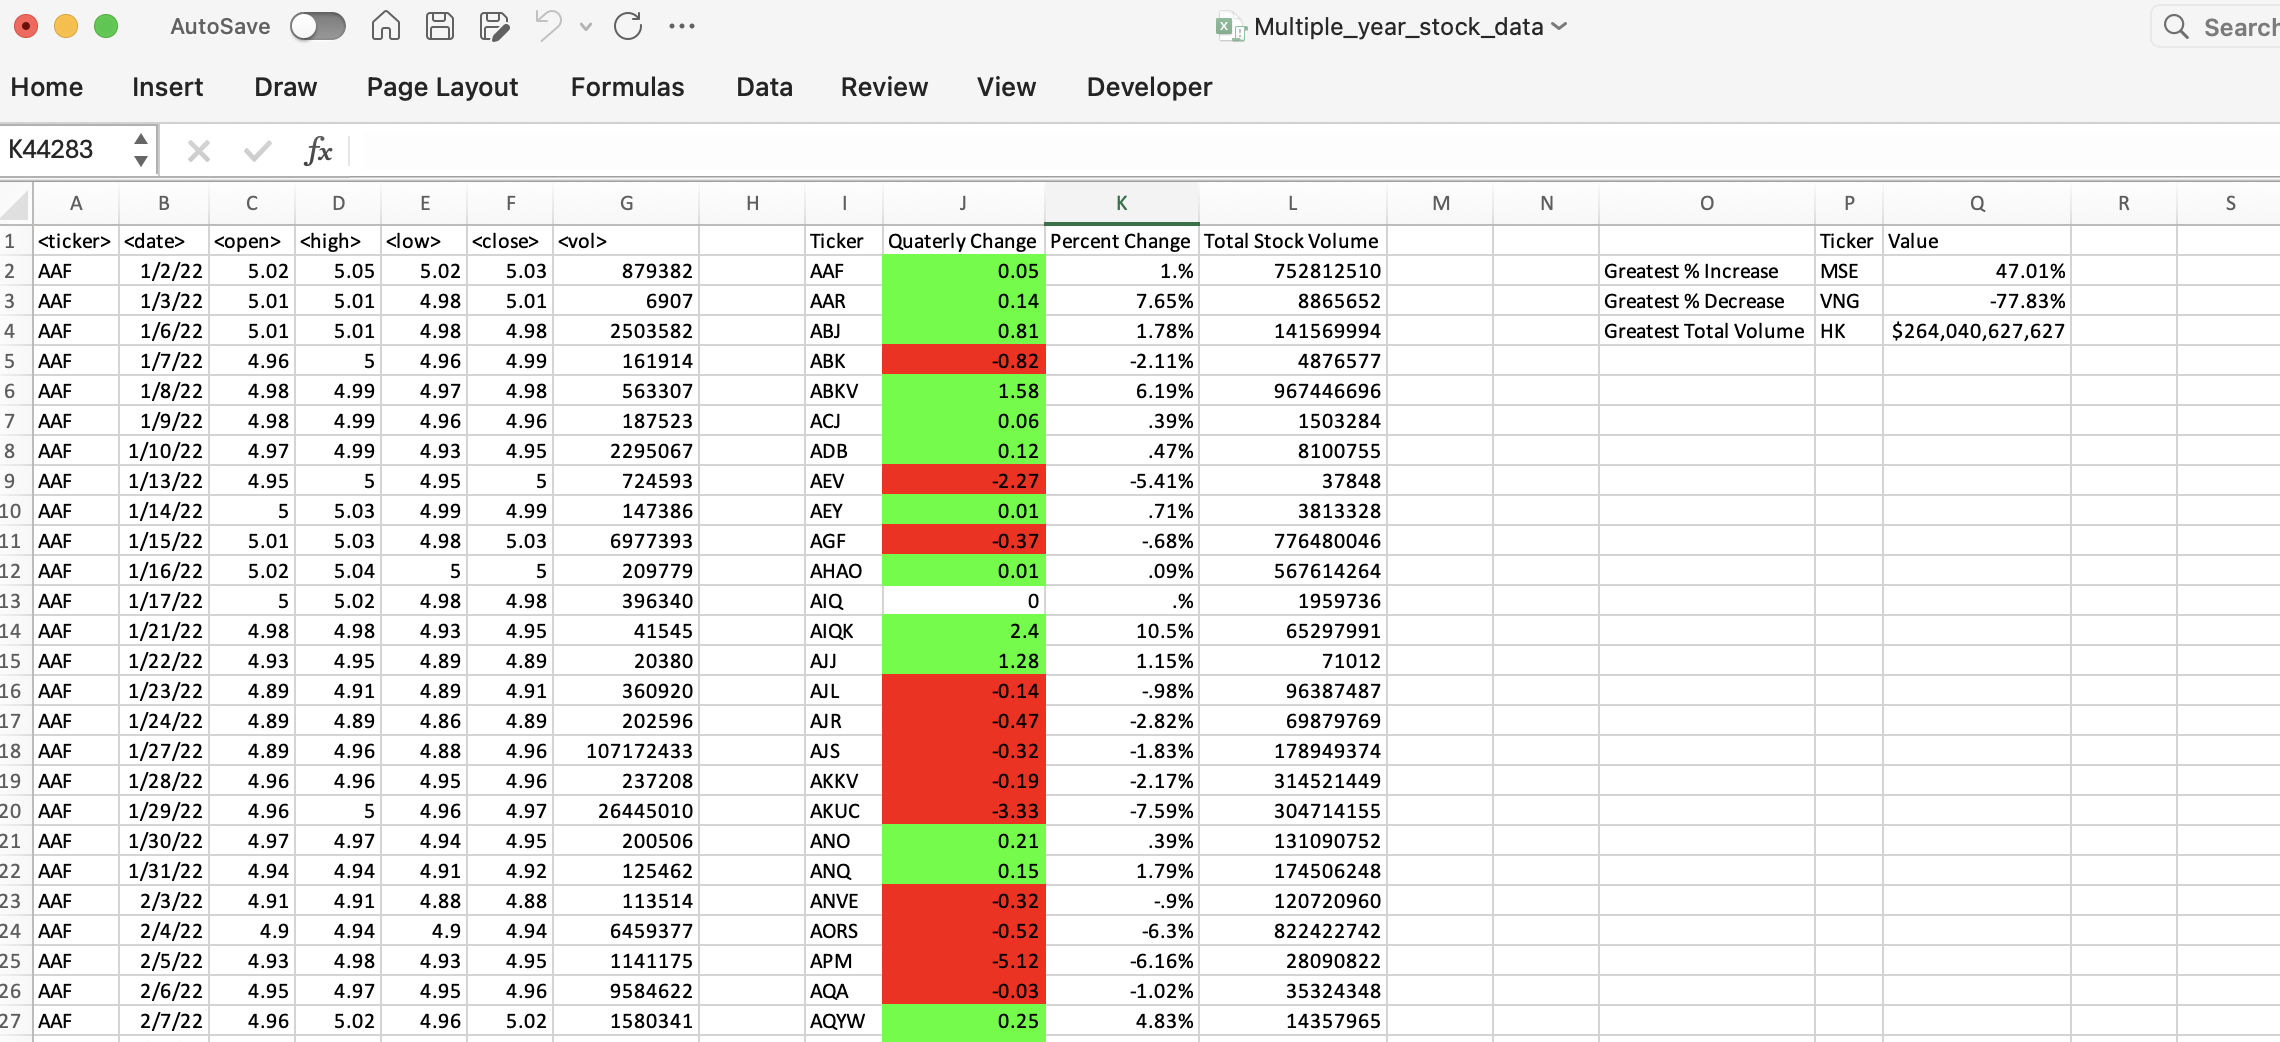 AutoSave Multiple_year_stock_data Search
Home Insert Draw Page Layout Formulas Data Review View Developer
K44283 fx
A B C D E F G H I J K L M N O P Q R S
1 <ticker> <date> <open> <high> <low> <close> <vol> Ticker Quaterly Change Percent Change Total Stock Volume Ticker Value
2 AAF 1/2/22 5.02 5.05 5.02 5.03 879382 AAF 0.05 1.% 752812510 Greatest % Increase MSE 47.01%
3 AAF 1/3/22 5.01 5.01 4.98 5.01 6907 AAR 0.14 7.65% 8865652 Greatest % Decrease VNG -77.83%
4 AAF 1/6/22 5.01 5.01 4.98 4.98 2503582 ABJ 0.81 1.78% 141569994 Greatest Total Volume HK $264,040,627,627
5 AAF 1/7/22 4.96 5 4.96 4.99 161914 ABK -0.82 -2.11% 4876577
6 AAF 1/8/22 4.98 4.99 4.97 4.98 563307 ABKV 1.58 6.19% 967446696
7 AAF 1/9/22 4.98 4.99 4.96 4.96 187523 ACJ 0.06 .39% 1503284
8 AAF 1/10/22 4.97 4.99 4.93 4.95 2295067 ADB 0.12 .47% 8100755
9 AAF 1/13/22 4.95 5 4.95 5 724593 AEV -2.27 -5.41% 37848
10 AAF 1/14/22 5 5.03 4.99 4.99 147386 AEY 0.01 .71% 3813328
11 AAF 1/15/22 5.01 5.03 4.98 5.03 6977393 AGF -0.37 -.68% 776480046
12 AAF 1/16/22 5.02 5.04 5 5 209779 AHAO 0.01 .09% 567614264
13 AAF 1/17/22 5 5.02 4.98 4.98 396340 AIQ 0 .% 1959736
14 AAF 1/21/22 4.98 4.98 4.93 4.95 41545 AIQK 2.4 10.5% 65297991
15 AAF 1/22/22 4.93 4.95 4.89 4.89 20380 AJJ 1.28 1.15% 71012
16 AAF 1/23/22 4.89 4.91 4.89 4.91 360920 AJL -0.14 -.98% 96387487
17 AAF 1/24/22 4.89 4.89 4.86 4.89 202596 AJR -0.47 -2.82% 69879769
18 AAF 1/27/22 4.89 4.96 4.88 4.96 107172433 AJS -0.32 -1.83% 178949374
19 AAF 1/28/22 4.96 4.96 4.95 4.96 237208 AKKV -0.19 -2.17% 314521449
20 AAF 1/29/22 4.96 5 4.96 4.97 26445010 AKUC -3.33 -7.59% 304714155
21 AAF 1/30/22 4.97 4.97 4.94 4.95 200506 ANO 0.21 .39% 131090752
22 AAF 1/31/22 4.94 4.94 4.91 4.92 125462 ANQ 0.15 1.79% 174506248
23 AAF 2/3/22 4.91 4.91 4.88 4.88 113514 ANVE -0.32 -.9% 120720960
24 AAF 2/4/22 4.9 4.94 4.9 4.94 6459377 AORS -0.52 -6.3% 822422742
25 AAF 2/5/22 4.93 4.98 4.93 4.95 1141175 APM -5.12 -6.16% 28090822
26 AAF 2/6/22 4.95 4.97 4.95 4.96 9584622 AQA -0.03 -1.02% 35324348
27 AAF 2/7/22 4.96 5.02 4.96 5.02 1580341 AQYW 0.25 4.83% 14357965